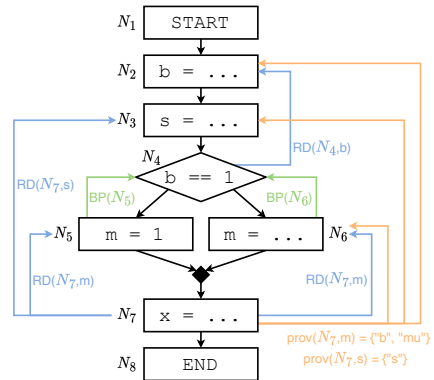 N1 START
N2 b = ...
N3 s = ...
RD(N4,b)
N4 b == 1
RD(N7,s)
BP(N5)
BP(N6)
N5 m = 1
m = ... N6
RD(N7,m)
RD(N7,m)
N7 x = ...
prov(N7,m) = {"b", "mu"}
prov(N7,s) = {"s"}
N8 END